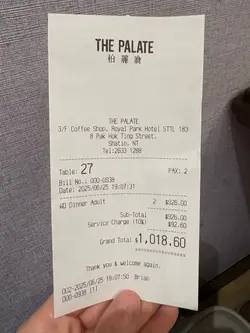 THE PALATE
柏麗廳
THE PALATE
3/F Coffee Shop, Royal Park Hotel STTL 183
8 Pak Hok Ting Street,
Shatin, NT
Tel:2633 1288
Table: 27 PAX: 2
Bill No.: 000-0938
Date: 2025/06/25 19:07:31
WD Dinner Adult 2 $926.00
Sub-Total $926.00
Service Charge (10%) $92.60
Grand Total $1,018.60
Thank you & welcome again.
002-2025/06/25 19:07:50 Brian
000-0938 [1]